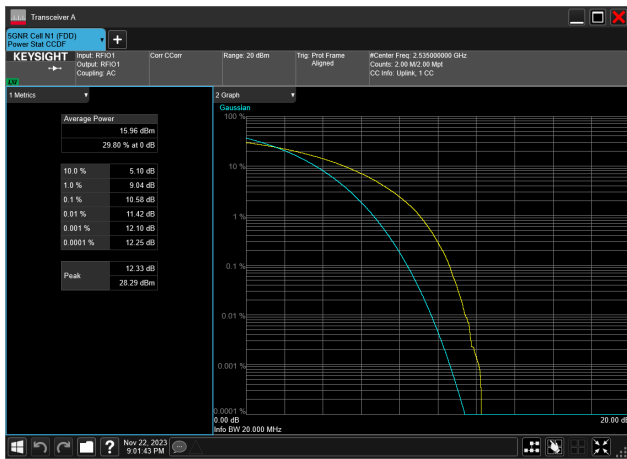 Transceiver A
5GNR Cell N1 (FDD)
Power Stat CCDF
KEYSIGHT
Input: RFIO1
Output: RFIO1
Coupling: AC
Corr CCorr
Range: 20 dBm
Trig: Prot Frame
Aligned
#Center Freq: 2.535000000 GHz
Counts: 2.00 M/2.00 Mpt
CC Info: Uplink, 1 CC
1 Metrics
Average Power
15.96 dBm
29.80 % at 0 dB
10.0 % 5.10 dB
1.0 % 9.04 dB
0.1 % 10.58 dB
0.01 % 11.42 dB
0.001 % 12.10 dB
0.0001 % 12.25 dB
Peak
12.33 dB
28.29 dBm
2 Graph
Gaussian
100 %
10 %
1 %
0.1 %
0.01 %
0.001 %
0.0001 %
0.00 dB
20.00 dB
Info BW 20.000 MHz
?
Nov 22, 2023
9:01:43 PM